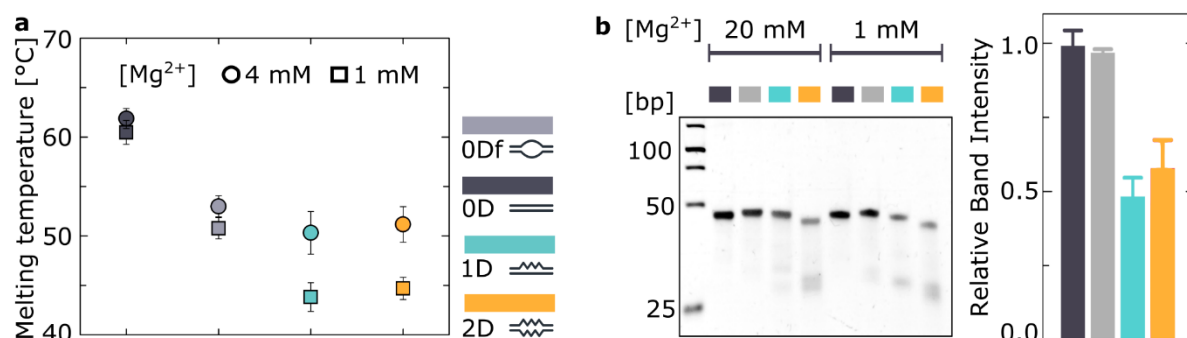 a
Melting temperature [°C]
70
60
50
40
[Mg²⁺] 4 mM 1 mM
0Df
0D
1D
2D
b
[Mg²⁺]
20 mM 1 mM
[bp]
100
50
25
Relative Band Intensity
1.0
0.5
0.0